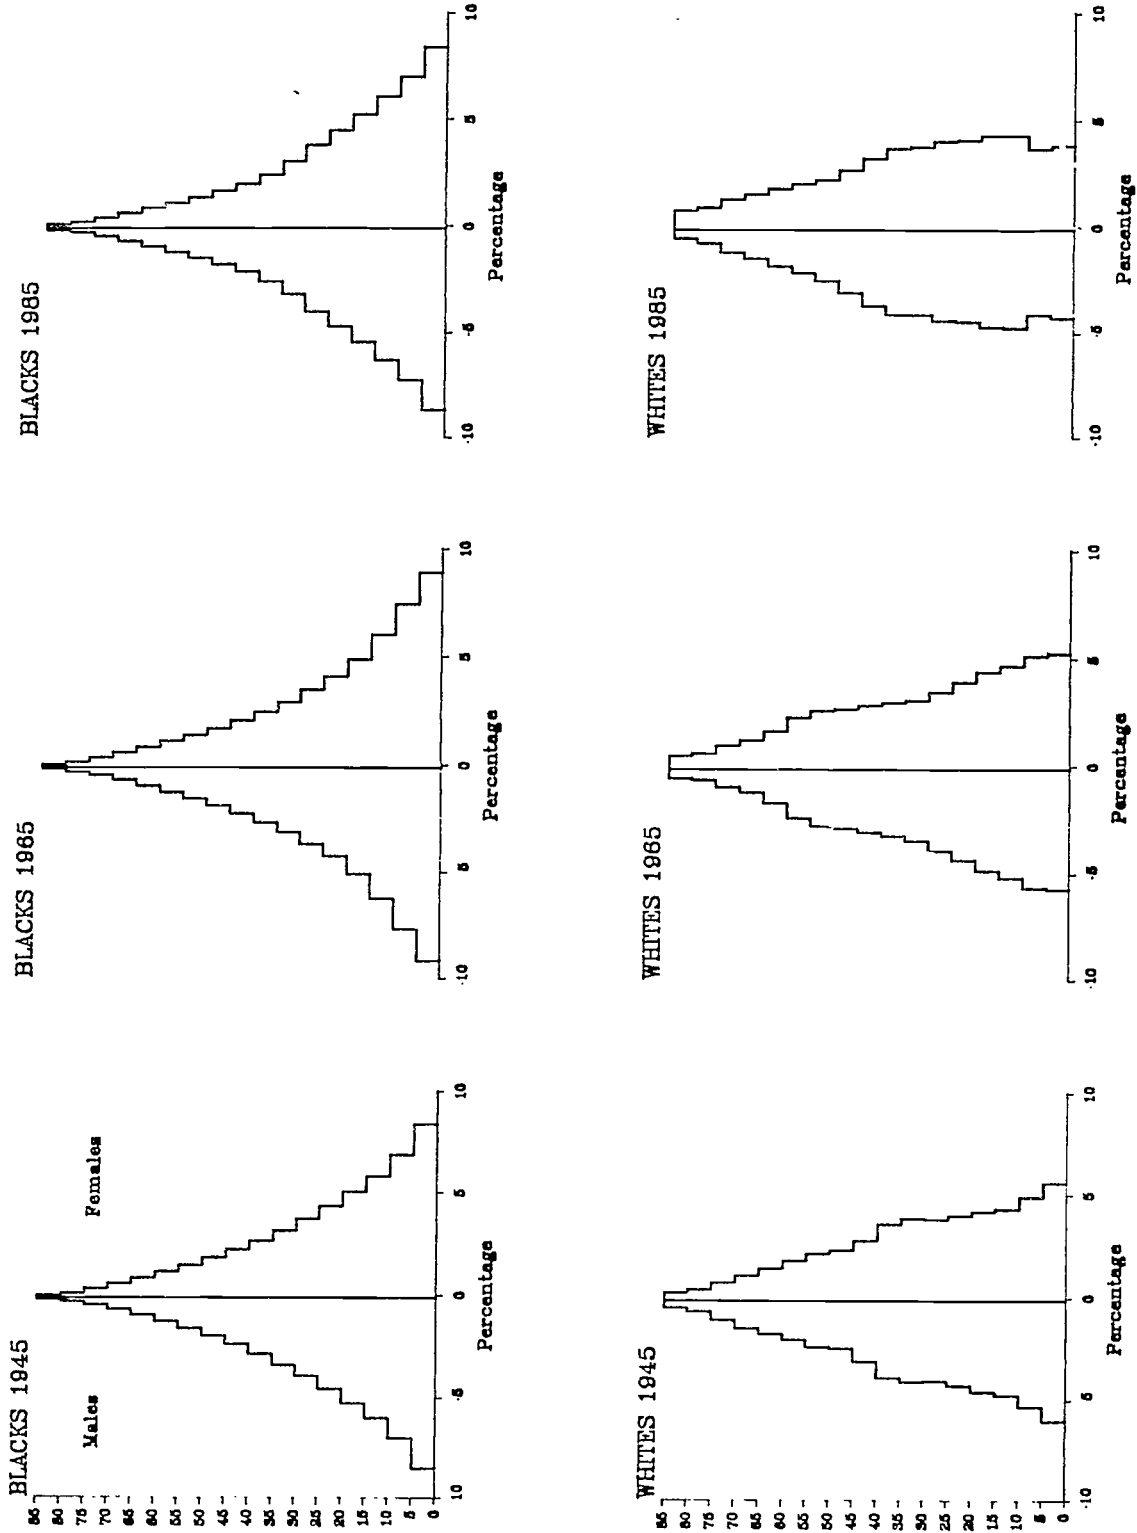 BLACKS 1945
BLACKS 1965
BLACKS 1985
Males
Females
85
80
75
70
65
60
55
50
45
40
35
30
25
20
15
10
5
0
10 -5 0 5 10
-10 -5 0 5 10
-10 -5 0 5 10
Percentage
Percentage
Percentage
WHITES 1945
WHITES 1965
WHITES 1985
85
80
75
70
65
60
55
50
45
40
35
30
25
20
15
10
5
0
-10 5 0 5 10
-10 -5 0 5 10
-10 -5 0 5 10
Percentage
Percentage
Percentage